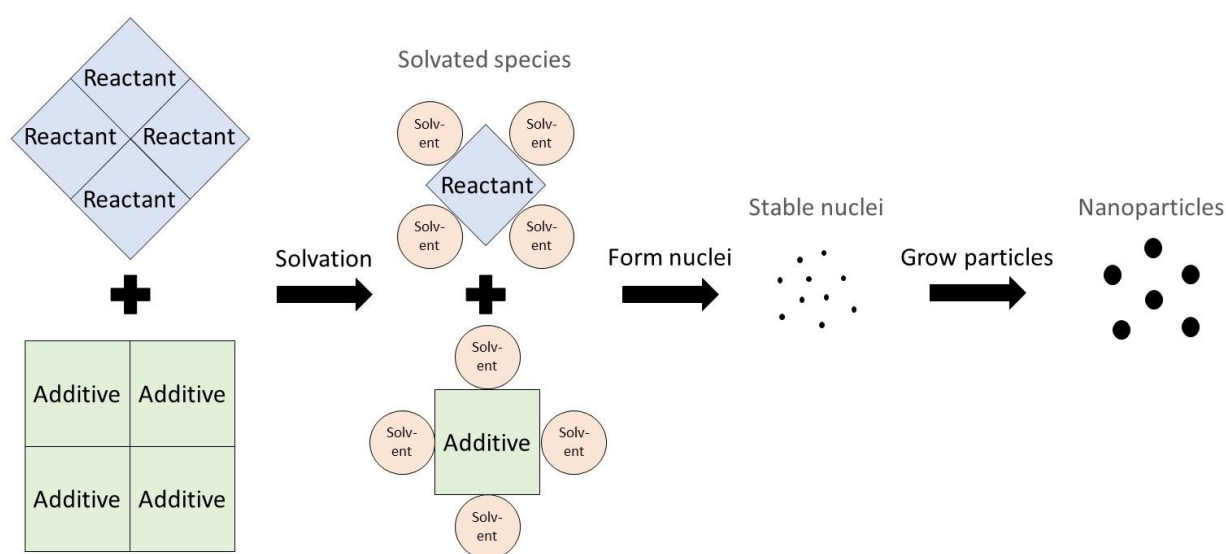 Reactant
Reactant Reactant
Reactant
Additive Additive
Additive Additive
Solvation
Solvated species
Solv-
ent
Solv-
ent
Reactant
Solv-
ent
Solv-
ent
Solv-
ent
Solv-
ent
Additive
Solv-
ent
Solv-
ent
Form nuclei
Stable nuclei
Grow particles
Nanoparticles